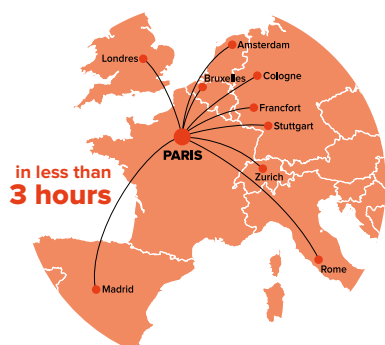 Amsterdam
Londres
Bruxelles
Cologne
Francfort
Stuttgart
PARIS
in less than
3 hours
Zurich
Rome
Madrid